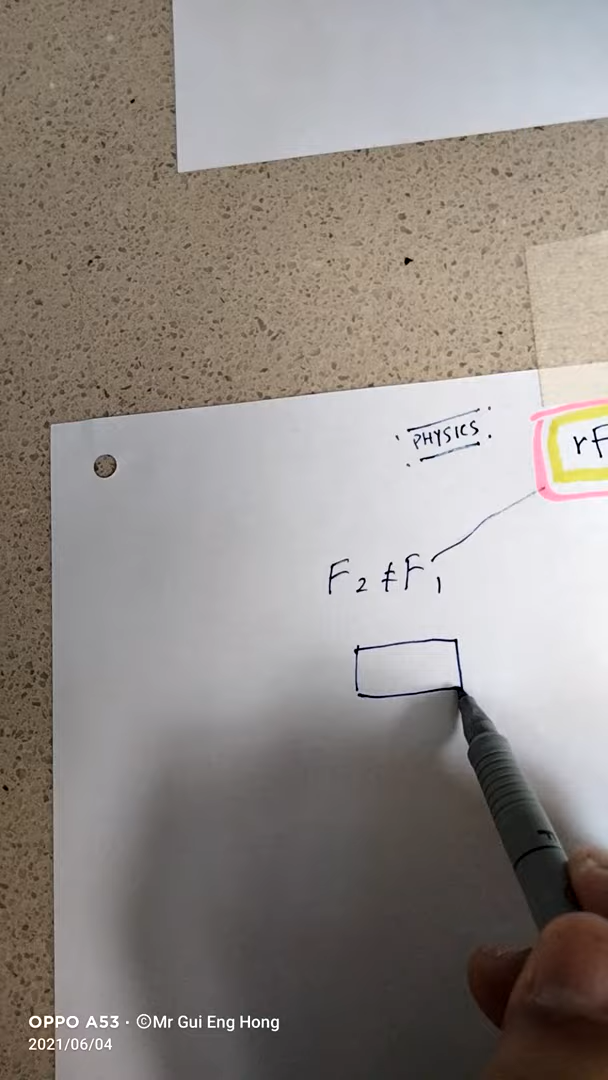 PHYSICS
rF
F₂ ≠ F₁
OPPO A53 · ©Mr Gui Eng Hong
2021/06/04